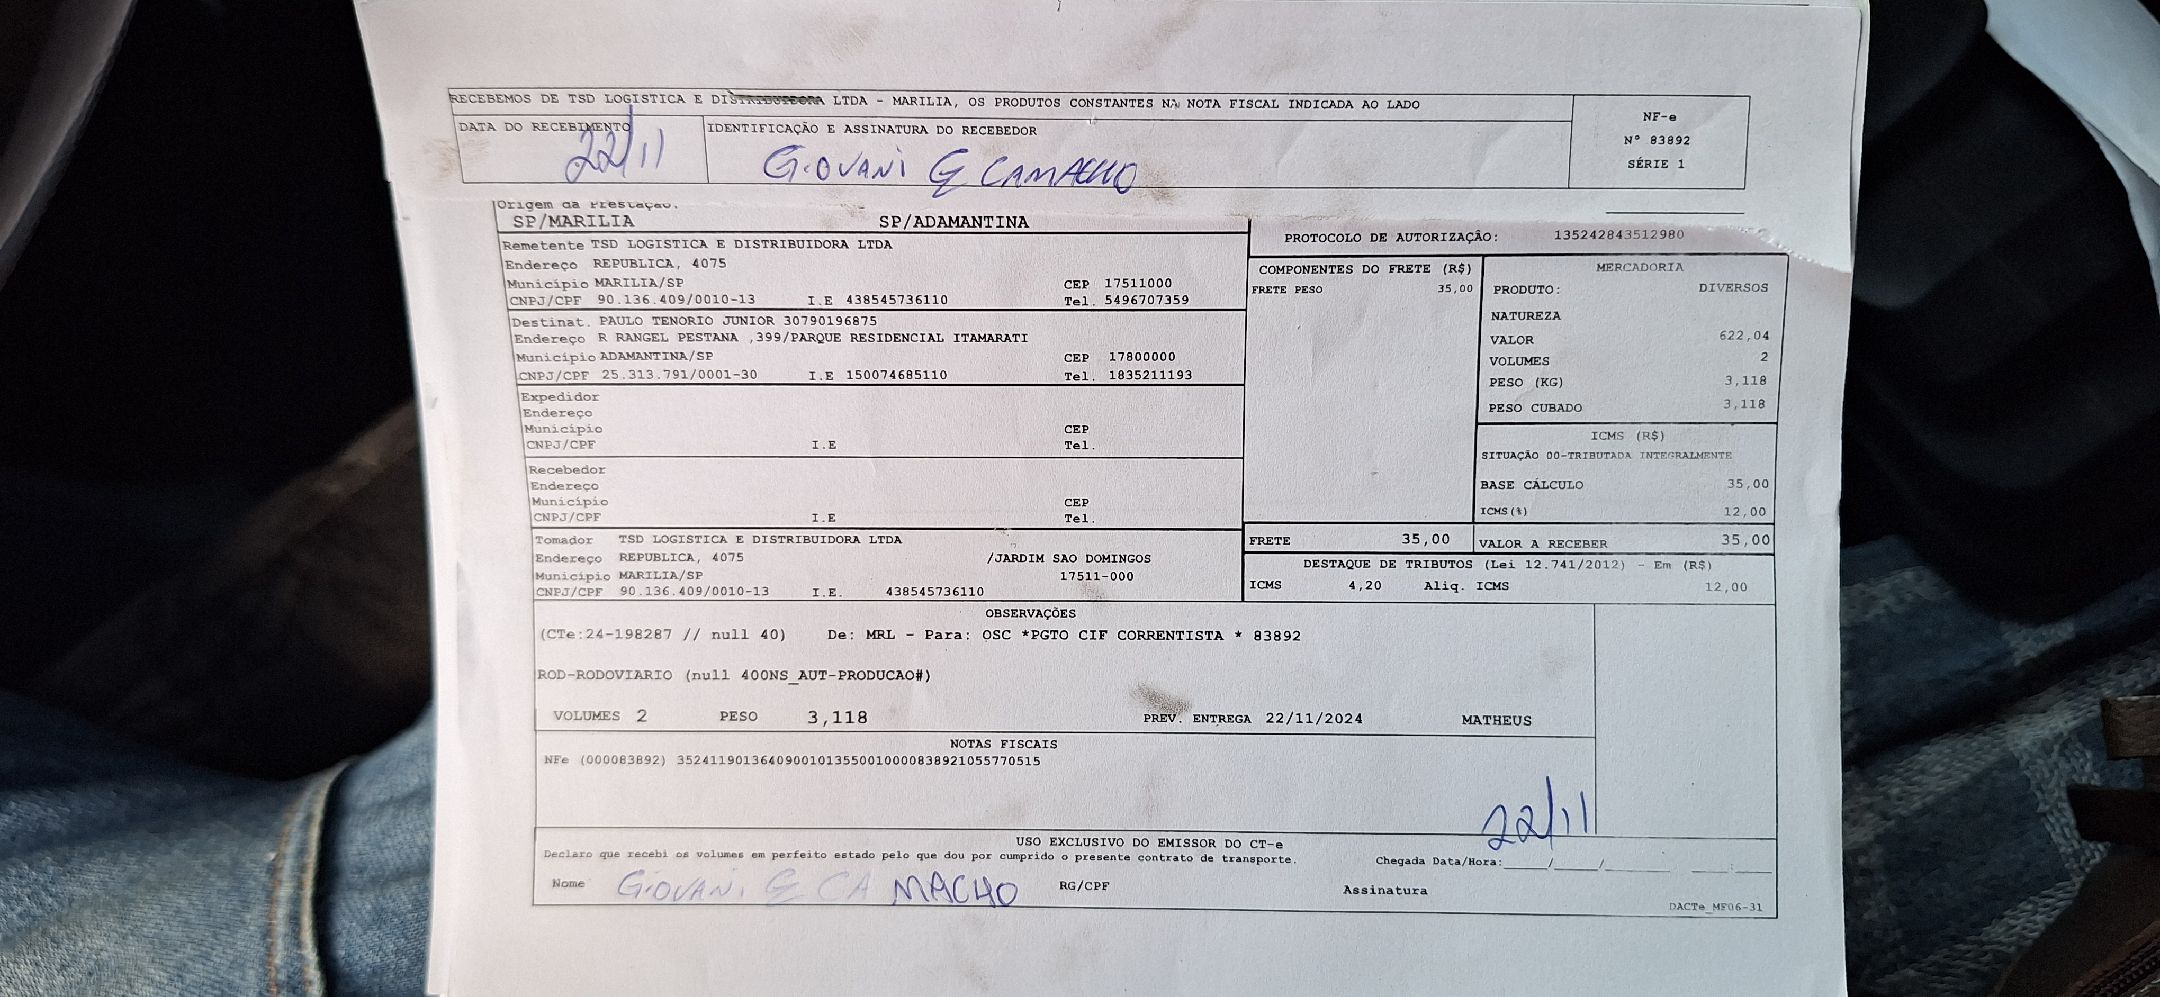 RECEBEMOS DE TSD LOGISTICA E DISTRIBUIDORA LTDA - MARILIA, OS PRODUTOS CONSTANTES NA NOTA FISCAL INDICADA AO LADO
DATA DO RECEBIMENTO IDENTIFICAÇÃO E ASSINATURA DO RECEBEDOR
22/11 GIOVANI G CAMACHO
NF-e
Nº 83892
SÉRIE 1
Origem da Prestação.
SP/MARILIA SP/ADAMANTINA
Remetente TSD LOGISTICA E DISTRIBUIDORA LTDA
Endereço REPUBLICA, 4075
Município MARILIA/SP CEP 17511000
CNPJ/CPF 90.136.409/0010-13 I.E 438545736110 Tel. 5496707359
Destinat. PAULO TENORIO JUNIOR 30790196875
Endereço R RANGEL PESTANA ,399/PARQUE RESIDENCIAL ITAMARATI
Município ADAMANTINA/SP CEP 17800000
CNPJ/CPF 25.313.791/0001-30 I.E 150074685110 Tel. 1835211193
Expedidor
Endereço
Município CEP
CNPJ/CPF I.E Tel.
Recebedor
Endereço
Município CEP
CNPJ/CPF I.E Tel.
Tomador TSD LOGISTICA E DISTRIBUIDORA LTDA
Endereço REPUBLICA, 4075 /JARDIM SAO DOMINGOS
Município MARILIA/SP 17511-000
CNPJ/CPF 90.136.409/0010-13 I.E. 438545736110
PROTOCOLO DE AUTORIZAÇÃO: 135242843512980
COMPONENTES DO FRETE (R$)
FRETE PESO 35,00
MERCADORIA
PRODUTO: DIVERSOS
NATUREZA
VALOR 622,04
VOLUMES 2
PESO (KG) 3,118
PESO CUBADO 3,118
ICMS (R$)
SITUAÇÃO 00-TRIBUTADA INTEGRALMENTE
BASE CÁLCULO 35,00
ICMS(%) 12,00
FRETE 35,00 VALOR A RECEBER 35,00
DESTAQUE DE TRIBUTOS (Lei 12.741/2012) - Em (R$)
ICMS 4,20 Aliq. ICMS 12,00
OBSERVAÇÕES
(CTe:24-198287 // null 40) De: MRL - Para: OSC *PGTO CIF CORRENTISTA * 83892
ROD-RODOVIARIO (null 400NS_AUT-PRODUCAO#)
VOLUMES 2 PESO 3,118 PREV. ENTREGA 22/11/2024 MATHEUS
NOTAS FISCAIS
NFe (000083892) 35241190136409001013550010000838921055770515
22/11
USO EXCLUSIVO DO EMISSOR DO CT-e
Declaro que recebi os volumes em perfeito estado pelo que dou por cumprido o presente contrato de transporte. Chegada Data/Hora:____/____/____ ____:____
Nome GIOVANI G CAMACHO RG/CPF Assinatura
DACTe_MF06-31